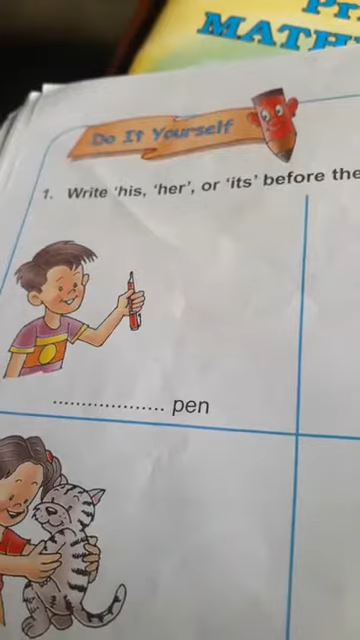 MATH
Do It Yourself
1. Write 'his, 'her', or 'its' before the
.................. pen